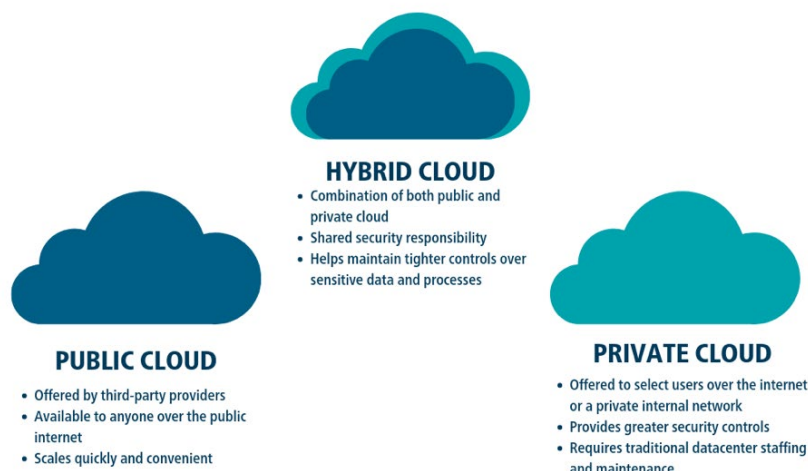 HYBRID CLOUD
• Combination of both public and
private cloud
• Shared security responsibility
• Helps maintain tighter controls over
sensitive data and processes
PUBLIC CLOUD
• Offered by third-party providers
• Available to anyone over the public
internet
• Scales quickly and convenient
PRIVATE CLOUD
• Offered to select users over the internet
or a private internal network
• Provides greater security controls
• Requires traditional datacenter staffing
and maintenance